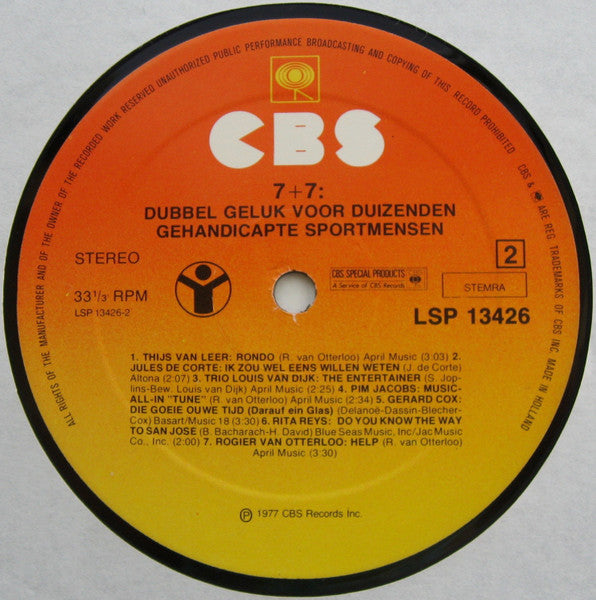 ALL RIGHTS OF THE MANUFACTURER AND OF THE OWNER OF THE RECORDED WORK RESERVED UNAUTHORIZED PUBLIC PERFORMANCE BROADCASTING AND COPYING OF THIS RECORD PROHIBITED
CBS & ARE REG. TRADEMARKS OF CBS INC. MADE IN HOLLAND
CBS
7+7:
DUBBEL GELUK VOOR DUIZENDEN
GEHANDICAPTE SPORTMENSEN
STEREO
33 1/3 RPM
LSP 13426-2
CBS SPECIAL PRODUCTS
A Service of CBS Records
2
STEMRA
LSP 13426
1. THIJS VAN LEER: RONDO (R. van Otterloo) April Music (3:03) 2.
JULES DE CORTE: IK ZOU WEL EENS WILLEN WETEN (J. de Corte)
Altona (2:07) 3. TRIO LOUIS VAN DIJK: THE ENTERTAINER (S. Jop-
lins-Bew. Louis van Dijk) April Music (2:25) 4. PIM JACOBS: MUSIC-
ALL-IN "TUNE" (R. van Otterloo) April Music (2:34) 5. GERARD COX:
DIE GOEIE OUWE TIJD (Darauf ein Glas) (Delanoë-Dassin-Blecher-
Cox) Basart/Music 18 (3:30) 6. RITA REYS: DO YOU KNOW THE WAY
TO SAN JOSE (B. Bacharach-H. David) Blue Seas Music, Inc/Jac Music
Co., Inc. (2:00) 7. ROGIER VAN OTTERLOO: HELP (R. van Otterloo)
April Music (3:30)
℗ 1977 CBS Records Inc.